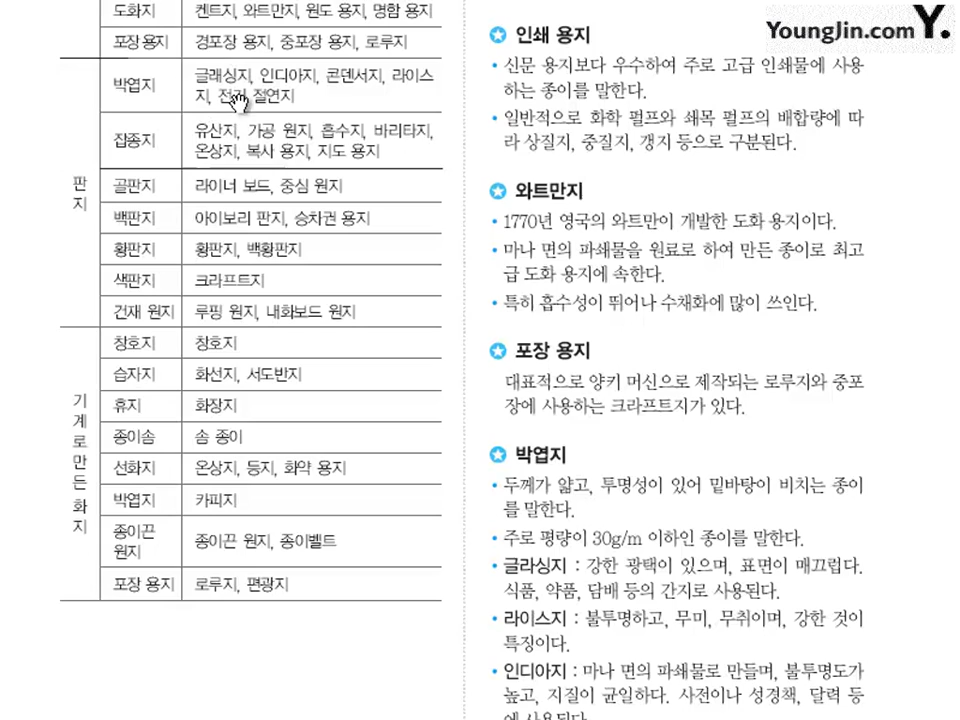 YoungJin.com Y.
도화지 켄트지, 와트만지, 원도 용지, 명함 용지
포장 용지 경포장 용지, 중포장 용지, 로루지
판지
박엽지 글래싱지, 인디아지, 콘덴서지, 라이스
지, 전기 절연지
잡종지 유산지, 가공 원지, 흡수지, 바리타지,
온상지, 복사 용지, 지도 용지
골판지 라이너 보드, 중심 원지
백판지 아이보리 판지, 승차권 용지
황판지 황판지, 백황판지
색판지 크라프트지
건재 원지 루핑 원지, 내화보드 원지
기계로만든화지
창호지 창호지
습자지 화선지, 서도반지
휴지 화장지
종이솜 솜 종이
선화지 온상지, 등지, 화약 용지
박엽지 카피지
종이끈
원지 종이끈 원지, 종이벨트
포장 용지 로루지, 편광지
인쇄 용지
• 신문 용지보다 우수하여 주로 고급 인쇄물에 사용
하는 종이를 말한다.
• 일반적으로 화학 펄프와 쇄목 펄프의 배합량에 따
라 상질지, 중질지, 갱지 등으로 구분된다.
와트만지
• 1770년 영국의 와트만이 개발한 도화 용지이다.
• 마나 면의 파쇄물을 원료로 하여 만든 종이로 최고
급 도화 용지에 속한다.
• 특히 흡수성이 뛰어나 수채화에 많이 쓰인다.
포장 용지
대표적으로 양키 머신으로 제작되는 로루지와 중포
장에 사용하는 크라프트지가 있다.
박엽지
• 두께가 얇고, 투명성이 있어 밑바탕이 비치는 종이
를 말한다.
• 주로 평량이 30g/m 이하인 종이를 말한다.
• 글라싱지 : 강한 광택이 있으며, 표면이 매끄럽다.
식품, 약품, 담배 등의 간지로 사용된다.
• 라이스지 : 불투명하고, 무미, 무취이며, 강한 것이
특징이다.
• 인디아지 : 마나 면의 파쇄물로 만들며, 불투명도가
높고, 지질이 균일하다. 사전이나 성경책, 달력 등
에 사용된다.